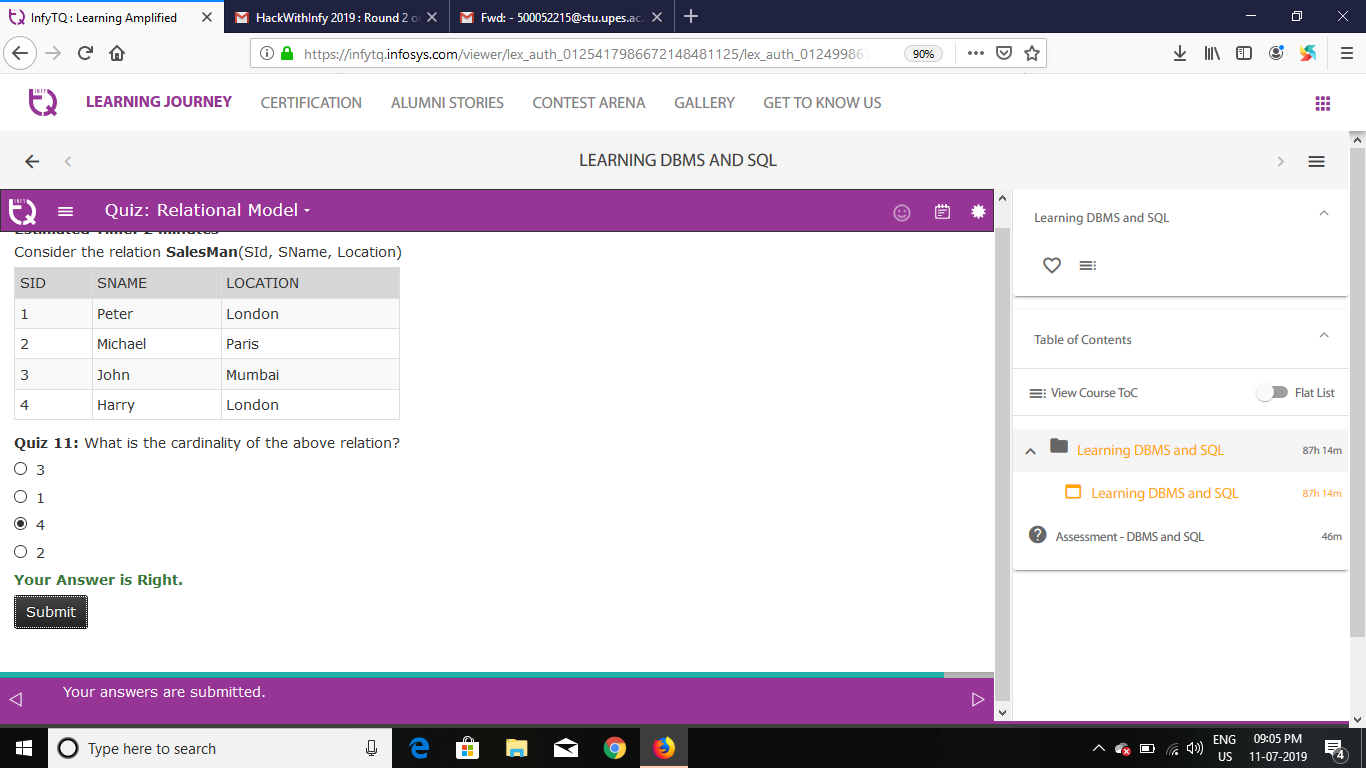 InfyTQ : Learning Amplified
HackWithInfy 2019 : Round 2 o
Fwd: - 500052215@stu.upes.ac.
https://infytq.infosys.com/viewer/lex_auth_0125417986672148481125/lex_auth_01249986
90%
LEARNING JOURNEY
CERTIFICATION
ALUMNI STORIES
CONTEST ARENA
GALLERY
GET TO KNOW US
LEARNING DBMS AND SQL
Quiz: Relational Model
Estimated Time: 2 minutes
Consider the relation SalesMan(SId, SName, Location)
SID SNAME LOCATION
1 Peter London
2 Michael Paris
3 John Mumbai
4 Harry London
Quiz 11: What is the cardinality of the above relation?
3
1
4
2
Your Answer is Right.
Submit
Your answers are submitted.
Learning DBMS and SQL
Table of Contents
View Course ToC
Flat List
Learning DBMS and SQL 87h 14m
Learning DBMS and SQL 87h 14m
Assessment - DBMS and SQL 46m
Type here to search
ENG
US
09:05 PM
11-07-2019
4